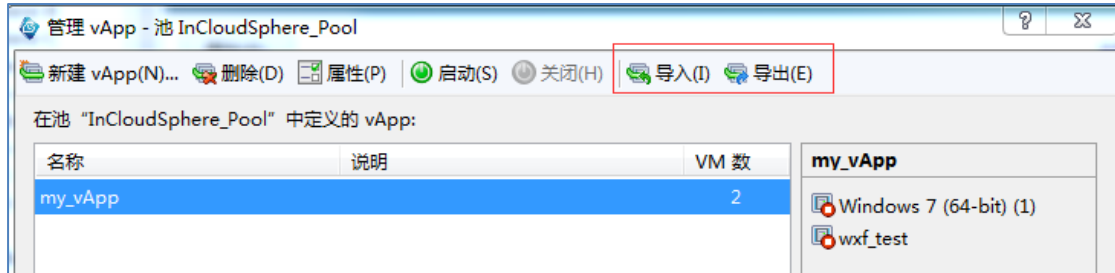 管理 vApp - 池 InCloudSphere_Pool
新建 vApp(N)... 删除(D) 属性(P) 启动(S) 关闭(H) 导入(I) 导出(E)
在池“InCloudSphere_Pool”中定义的 vApp:
名称 说明 VM 数
my_vApp 2
my_vApp
Windows 7 (64-bit) (1)
wxf_test